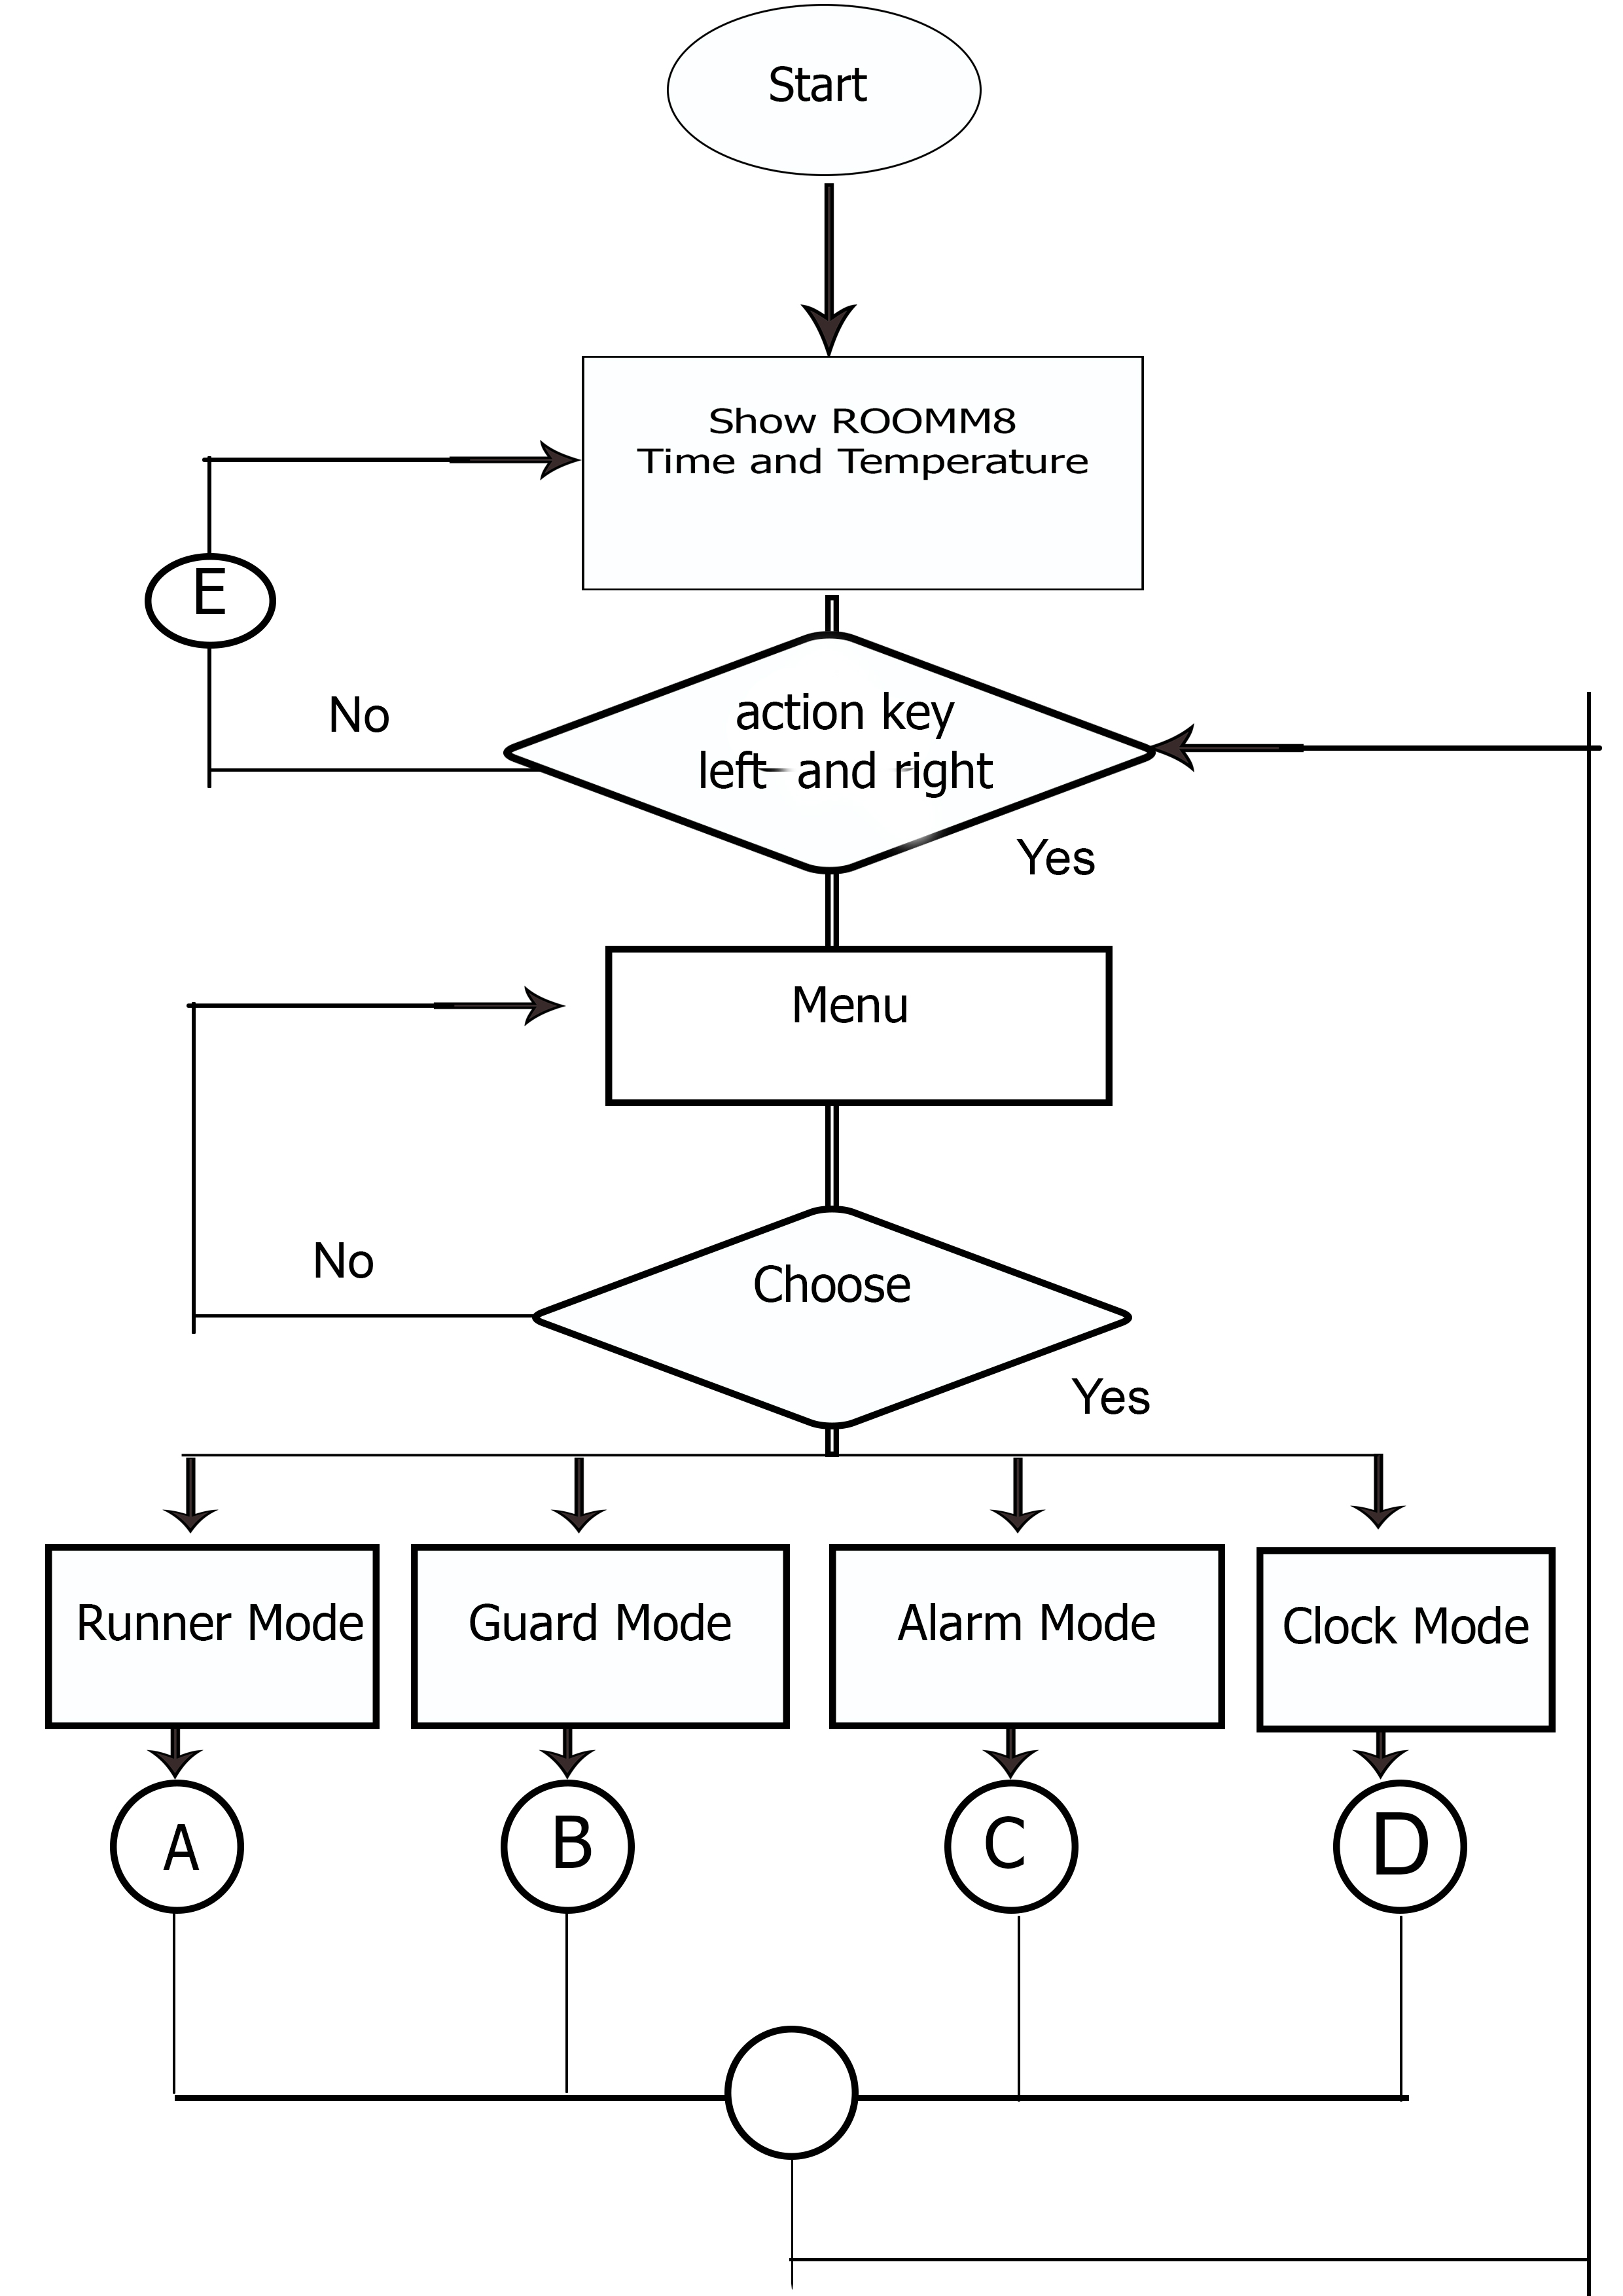 Start
Show ROOMM8
Time and Temperature
E
No
action key
left and right
Yes
Menu
No
Choose
Yes
Runner Mode
Guard Mode
Alarm Mode
Clock Mode
A
B
C
D